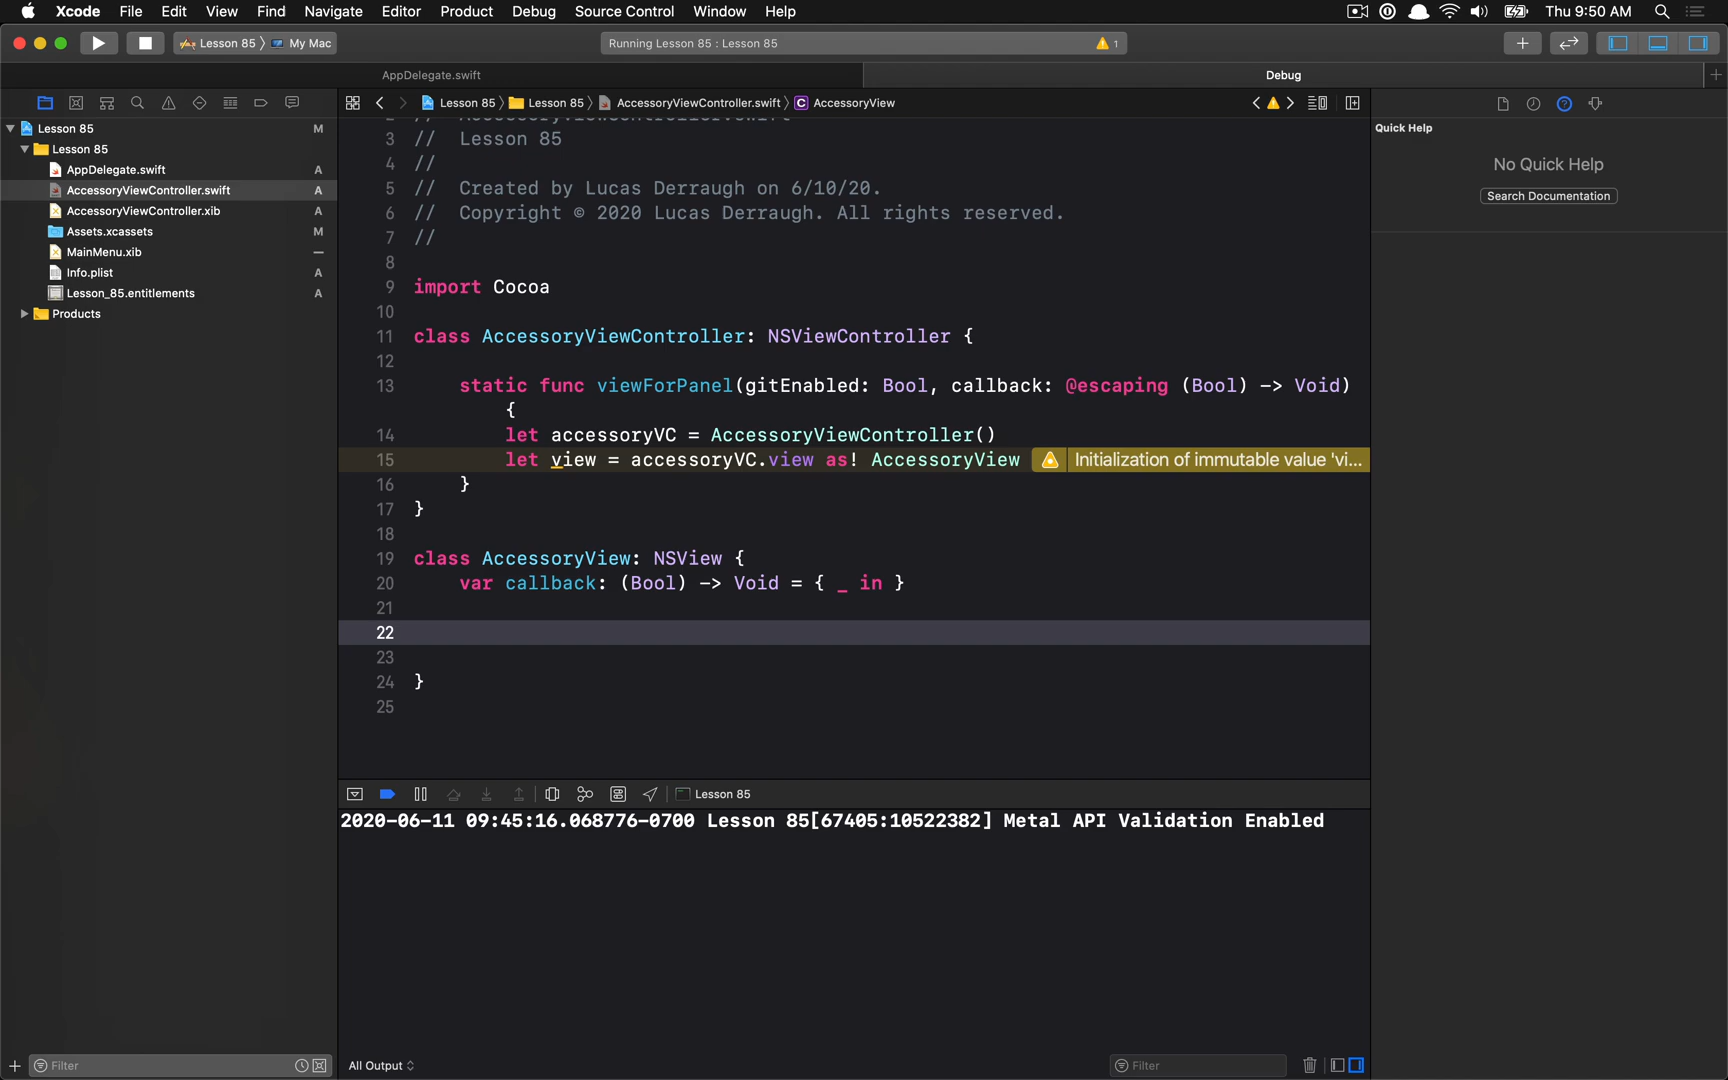 Xcode File Edit View Find Navigate Editor Product Debug Source Control Window Help Thu 9:50 AM
Lesson 85 〉 My Mac Running Lesson 85 : Lesson 85 1
AppDelegate.swift Debug
Lesson 85 〉 Lesson 85 〉 AccessoryViewController.swift 〉 C AccessoryView
Lesson 85 M
Lesson 85
AppDelegate.swift A
AccessoryViewController.swift A
AccessoryViewController.xib A
Assets.xcassets M
MainMenu.xib —
Info.plist A
Lesson_85.entitlements A
Products
3 // Lesson 85
4 //
5 // Created by Lucas Derraugh on 6/10/20.
6 // Copyright © 2020 Lucas Derraugh. All rights reserved.
7 //
8
9 import Cocoa
10
11 class AccessoryViewController: NSViewController {
12
13 static func viewForPanel(gitEnabled: Bool, callback: @escaping (Bool) -> Void)
{
14 let accessoryVC = AccessoryViewController()
15 let view = accessoryVC.view as! AccessoryView Initialization of immutable value 'vi...
16 }
17 }
18
19 class AccessoryView: NSView {
20 var callback: (Bool) -> Void = { _ in }
21
22
23
24 }
25
Quick Help
No Quick Help
Search Documentation
Lesson 85
2020-06-11 09:45:16.068776-0700 Lesson 85[67405:10522382] Metal API Validation Enabled
Filter
All Output
Filter